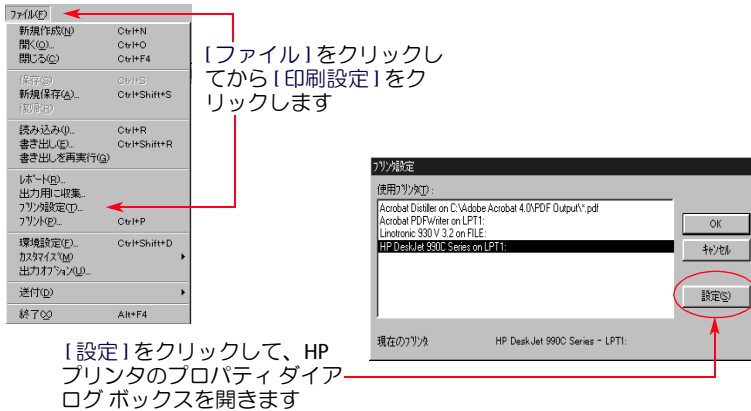 ファイル(F)
新規作成(N) Ctrl+N
開く(O)... Ctrl+O
閉じる(C) Ctrl+F4
保存(S) Ctrl+S
新規保存(A)... Ctrl+Shift+S
復帰(R)
読み込み(I)... Ctrl+R
書き出し(E)... Ctrl+Shift+R
書き出しを再実行(G)
レポート(R)...
出力用に収集...
プリンタ設定(T)...
プリント(P)... Ctrl+P
環境設定(F)... Ctrl+Shift+D
カスタマイズ(M)
出力オプション(U)...
送付(D)
終了(X) Alt+F4
[ファイル]をクリックし
てから[印刷設定]をク
リックします
プリンタ設定
使用プリンタ(T):
Acrobat Distiller on C:\Adobe Acrobat 4.0\PDF Output\*.pdf
Acrobat PDFWriter on LPT1:
Linotronic 930 V 3.2 on FILE:
HP DeskJet 990C Series on LPT1:
OK
キャンセル
設定(S)
現在のプリンタ HP DeskJet 990C Series - LPT1:
[設定]をクリックして、HP
プリンタのプロパティ ダイア
ログ ボックスを開きます